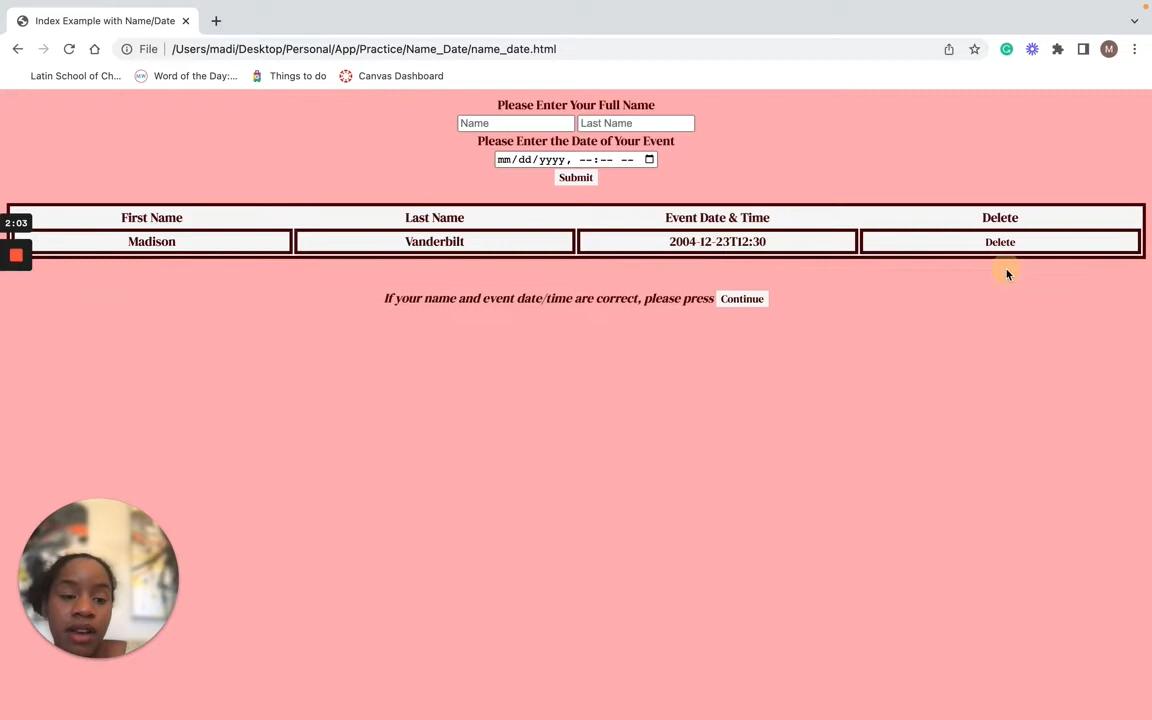 Index Example with Name/Date
File /Users/madi/Desktop/Personal/App/Practice/Name_Date/name_date.html
M
Latin School of Ch... Word of the Day:... Things to do Canvas Dashboard
Please Enter Your Full Name
Name Last Name
Please Enter the Date of Your Event
mm/dd/yyyy, --:-- --
Submit
2:03
First Name Last Name Event Date & Time Delete
Madison Vanderbilt 2004-12-23T12:30 Delete
If your name and event date/time are correct, please press Continue